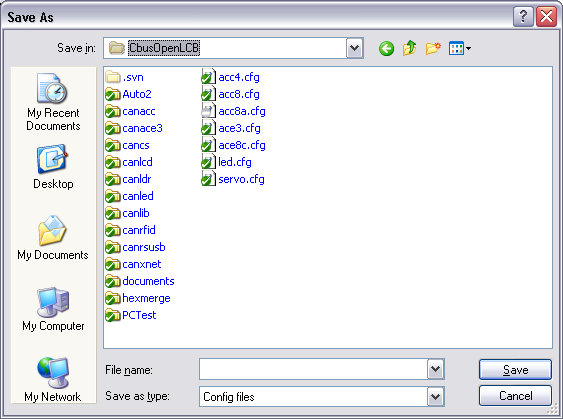 Save As
Save in:
CbusOpenLCB
My Recent
Documents
Desktop
My Documents
My Computer
My Network
.svn
Auto2
canacc
canace3
cancs
canlcd
canldr
canled
canlib
canrfid
canrsusb
canxnet
documents
hexmerge
PCTest
acc4.cfg
acc8.cfg
acc8a.cfg
ace3.cfg
ace8c.cfg
led.cfg
servo.cfg
File name:
Save
Save as type:
Config files
Cancel